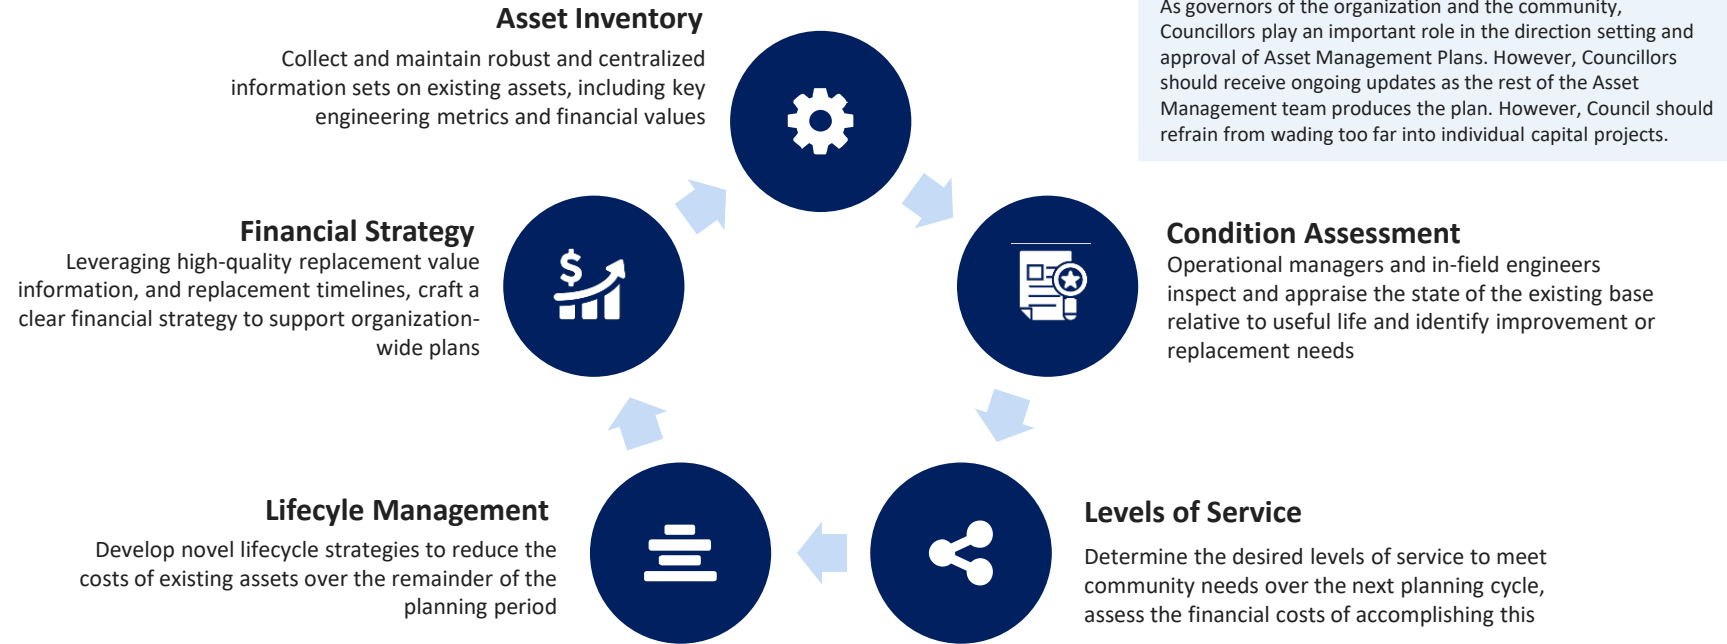 Asset Inventory
Collect and maintain robust and centralized
information sets on existing assets, including key
engineering metrics and financial values
As governors of the organization and the community,
Councillors play an important role in the direction setting and
approval of Asset Management Plans. However, Councillors
should receive ongoing updates as the rest of the Asset
Management team produces the plan. However, Council should
refrain from wading too far into individual capital projects.
Condition Assessment
Operational managers and in-field engineers
inspect and appraise the state of the existing base
relative to useful life and identify improvement or
replacement needs
Levels of Service
Determine the desired levels of service to meet
community needs over the next planning cycle,
assess the financial costs of accomplishing this
Lifecyle Management
Develop novel lifecycle strategies to reduce the
costs of existing assets over the remainder of the
planning period
Financial Strategy
Leveraging high-quality replacement value
information, and replacement timelines, craft a
clear financial strategy to support organization-
wide plans
$